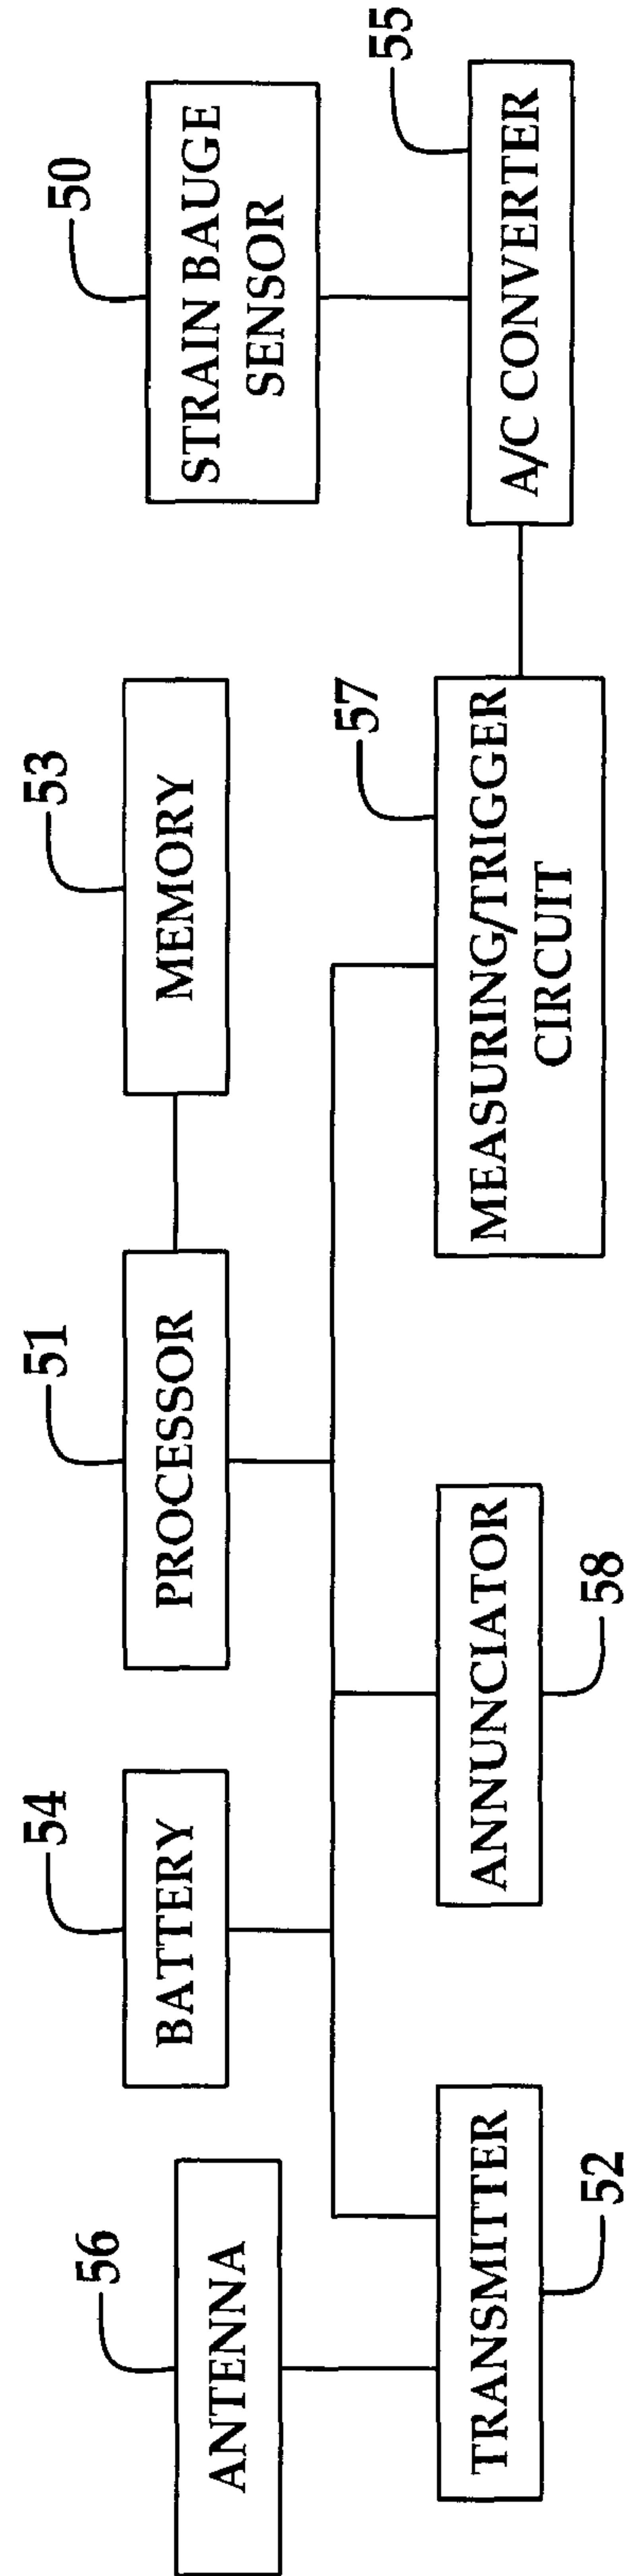 56
ANTENNA
54
BATTERY
51
PROCESSOR
53
MEMORY
50
STRAIN BAUGE
SENSOR
TRANSMITTER
52
ANNUNCIATOR
58
57
MEASURING/TRIGGER
CIRCUIT
55
A/C CONVERTER